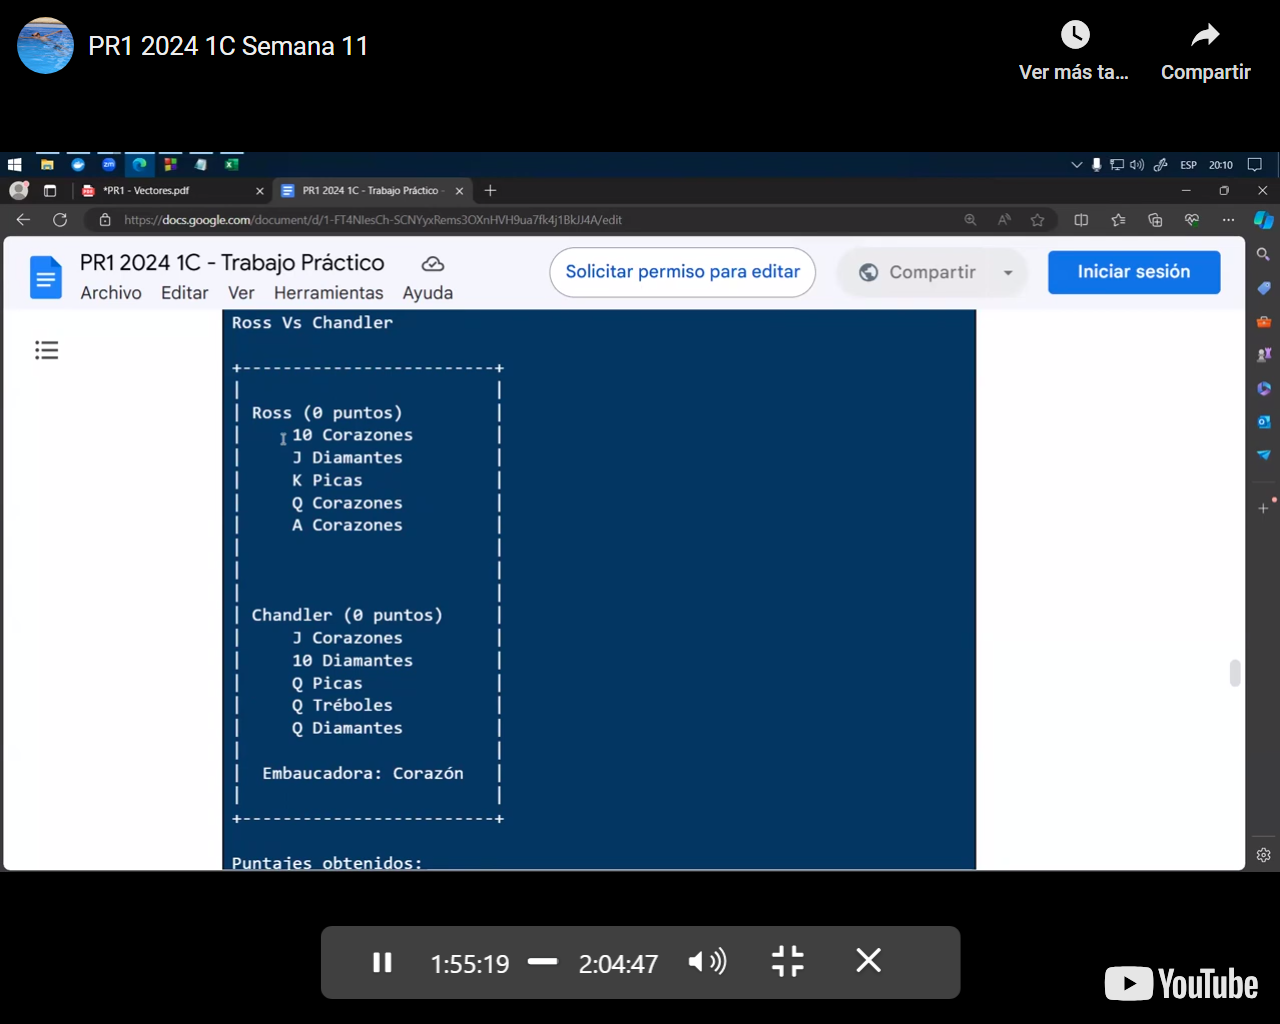 PR1 2024 1C Semana 11
Ver más ta...
Compartir
zm
ESP
20:10
*PR1 - Vectores.pdf
PR1 2024 1C - Trabajo Práctico -
https://docs.google.com/document/d/1-FT4NlesCh-SCNYyxRems3OXnHVH9ua7fk4j1BkJJ4A/edit
PR1 2024 1C - Trabajo Práctico
Archivo Editar Ver Herramientas Ayuda
Solicitar permiso para editar
Compartir
Iniciar sesión
Ross Vs Chandler
+-------------------------+
Ross (0 puntos)
10 Corazones
J Diamantes
K Picas
Q Corazones
A Corazones
Chandler (0 puntos)
J Corazones
10 Diamantes
Q Picas
Q Tréboles
Q Diamantes
Embaucadora: Corazón
+-------------------------+
Puntajes obtenidos:
1:55:19
2:04:47
YouTube